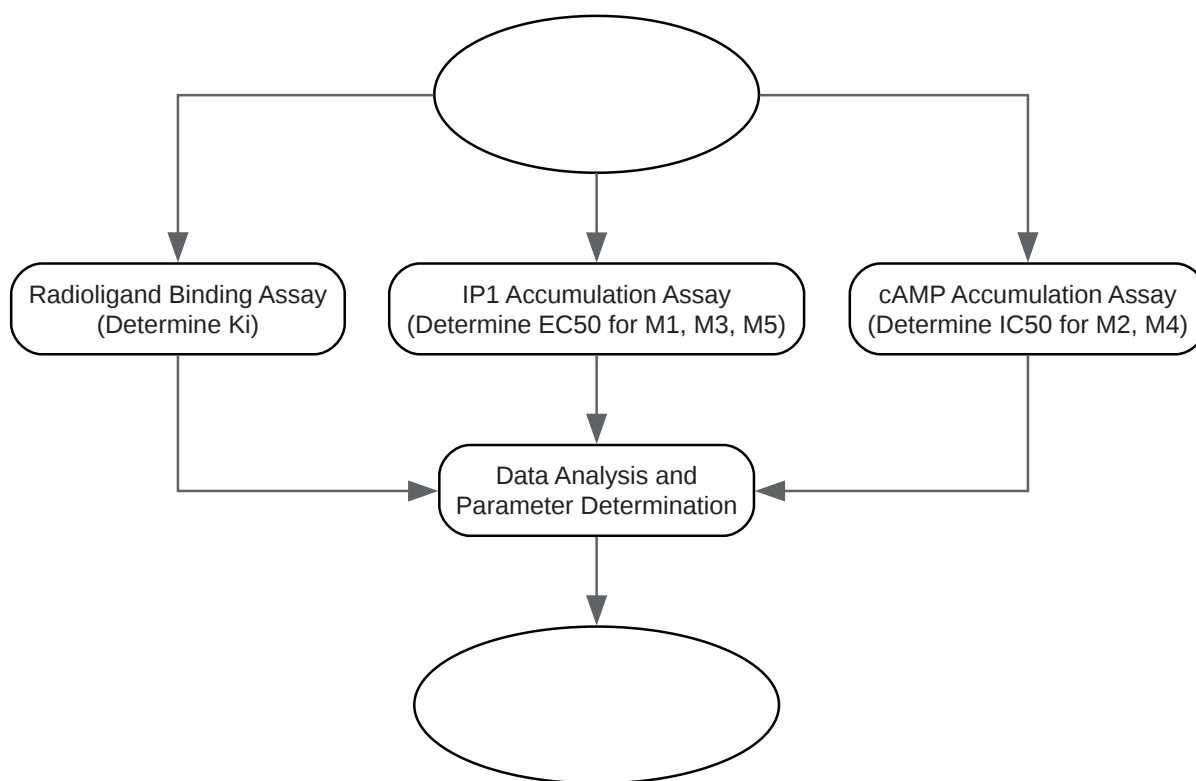 Radioligand Binding Assay
(Determine Ki)
IP1 Accumulation Assay
(Determine EC50 for M1, M3, M5)
cAMP Accumulation Assay
(Determine IC50 for M2, M4)
Data Analysis and
Parameter Determination